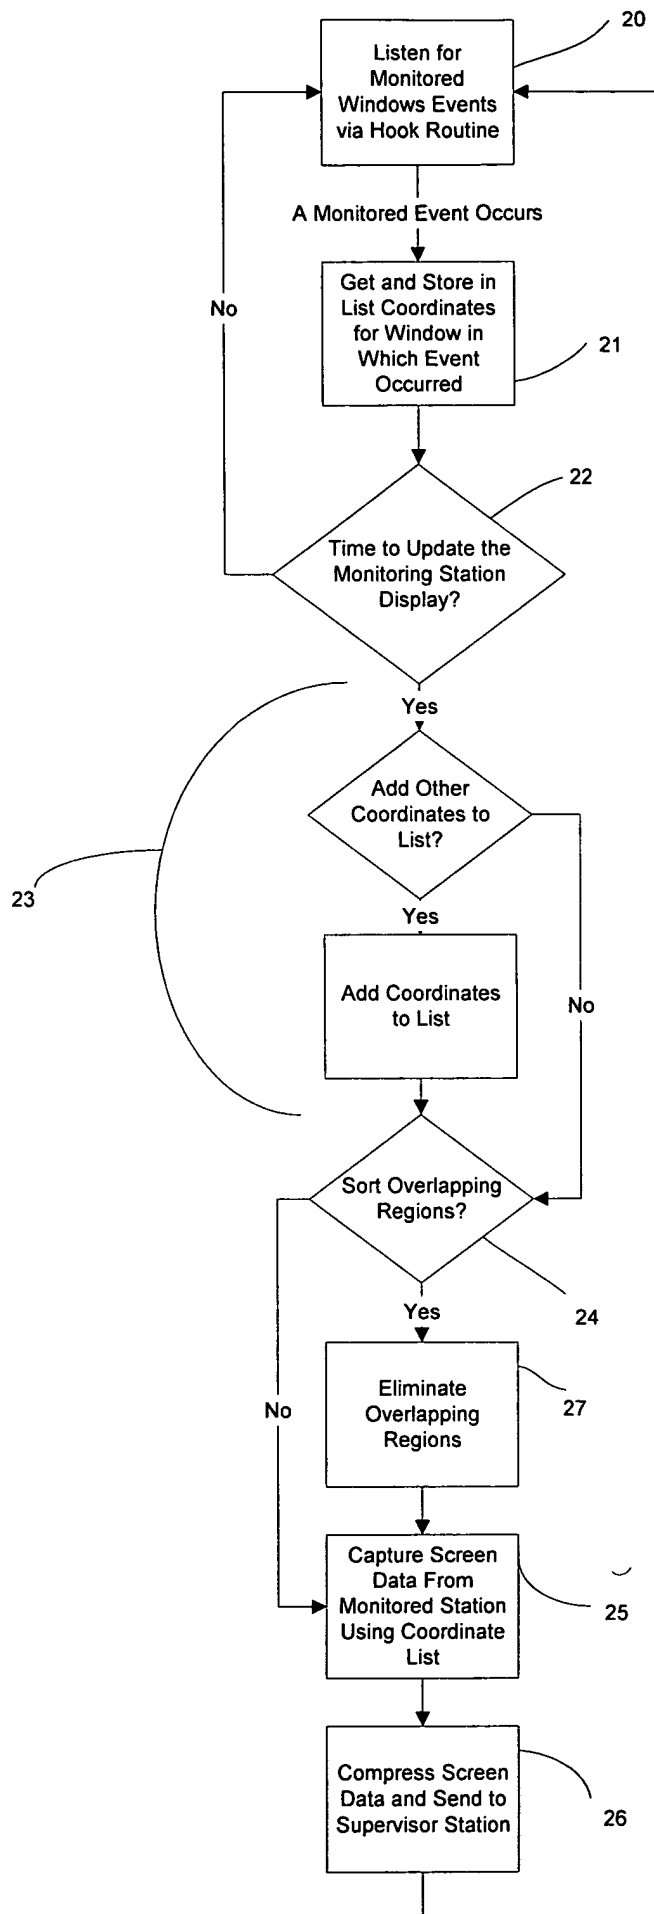 20
Listen for
Monitored
Windows Events
via Hook Routine
A Monitored Event Occurs
No
Get and Store in
List Coordinates
for Window in
Which Event
Occurred
21
22
Time to Update the
Monitoring Station
Display?
Yes
Add Other
Coordinates to
List?
23
Yes
Add Coordinates
to List
No
Sort Overlapping
Regions?
24
Yes
Eliminate
Overlapping
Regions
27
No
Capture Screen
Data From
Monitored Station
Using Coordinate
List
25
Compress Screen
Data and Send to
Supervisor Station
26